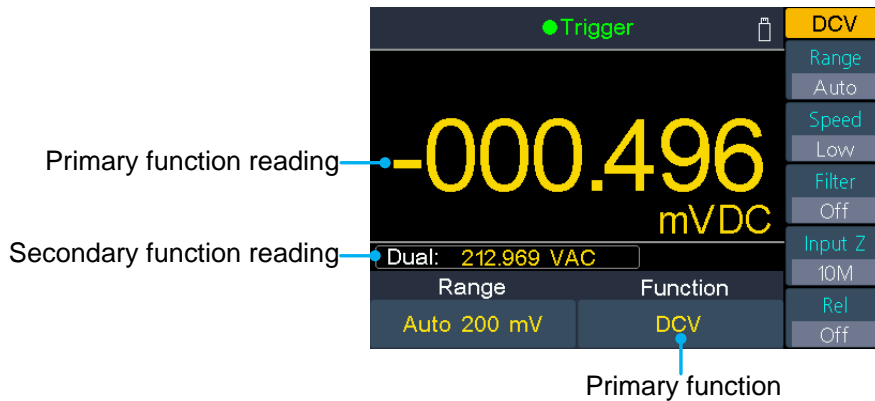 Trigger
DCV
Range
Auto
Speed
Low
Filter
Off
Input Z
10M
Rel
Off
Primary function reading
-000.496
mVDC
Secondary function reading
Dual: 212.969 VAC
Range
Function
Auto 200 mV
DCV
Primary function